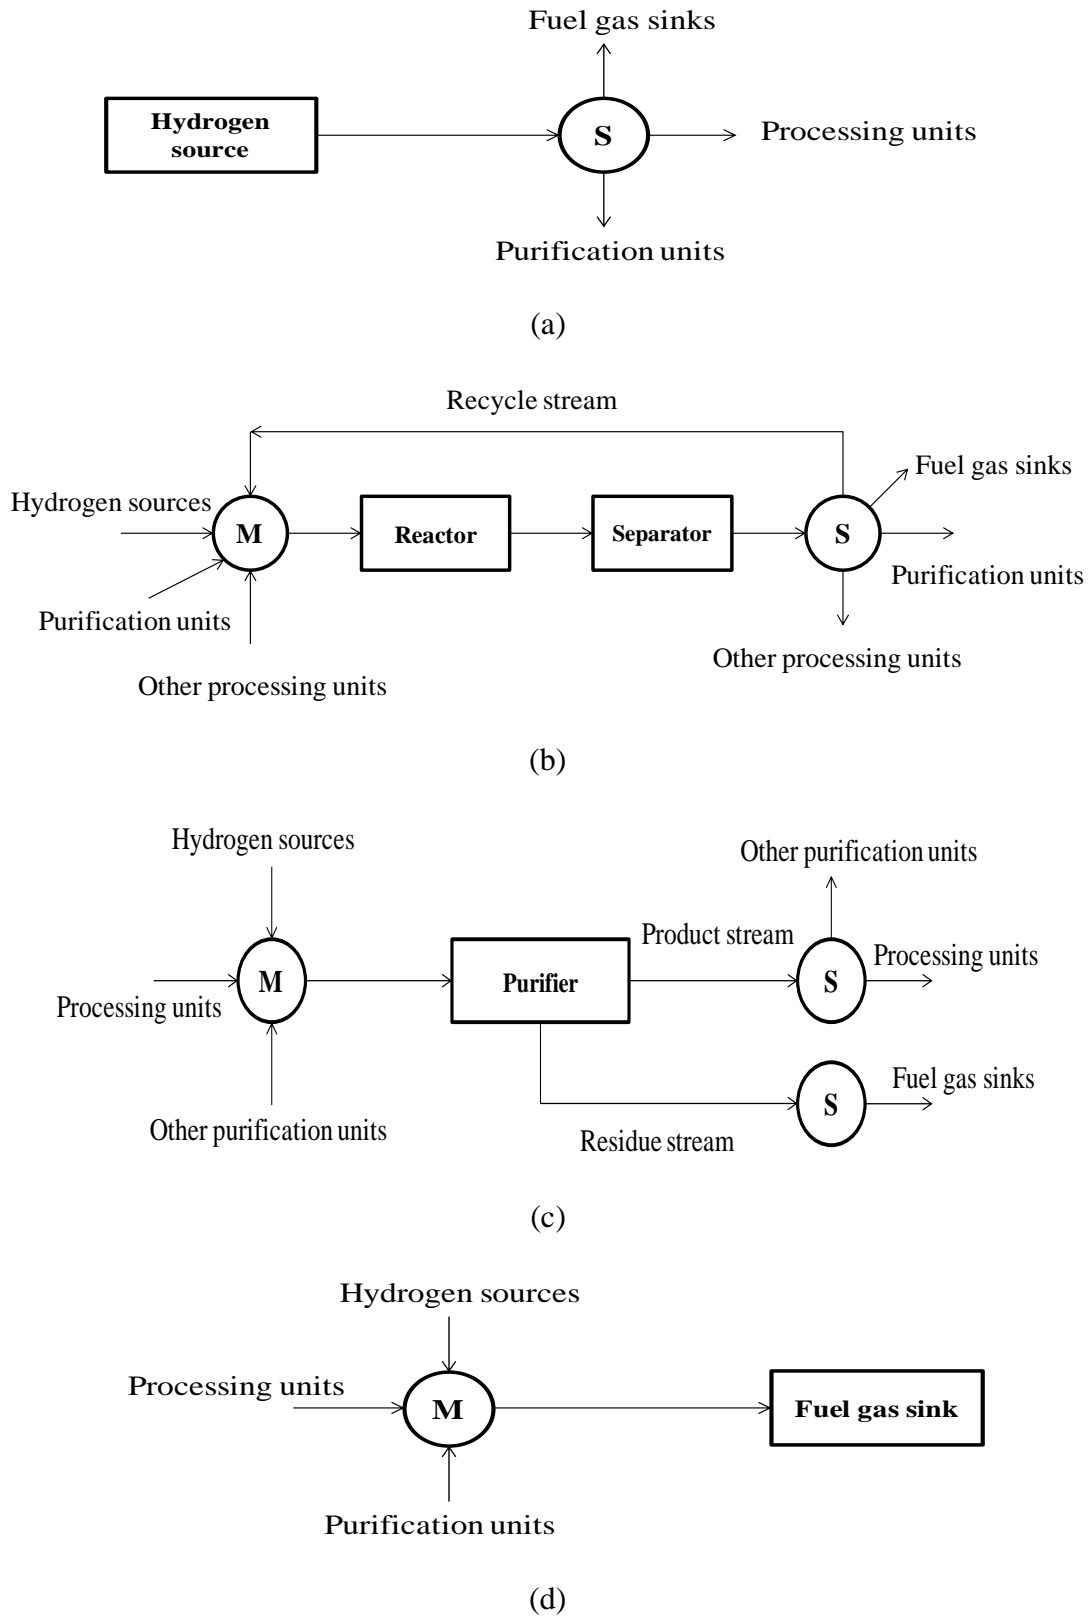 Fuel gas sinks
Hydrogen
source
S
Processing units
Purification units
(a)
Recycle stream
Fuel gas sinks
Hydrogen sources
M
Reactor
Separator
S
Purification units
Purification units
Other processing units
Other processing units
(b)
Hydrogen sources
Other purification units
Product stream
Processing units
M
Purifier
S
Processing units
Fuel gas sinks
S
Other purification units
Residue stream
(c)
Hydrogen sources
Processing units
M
Fuel gas sink
Purification units
(d)